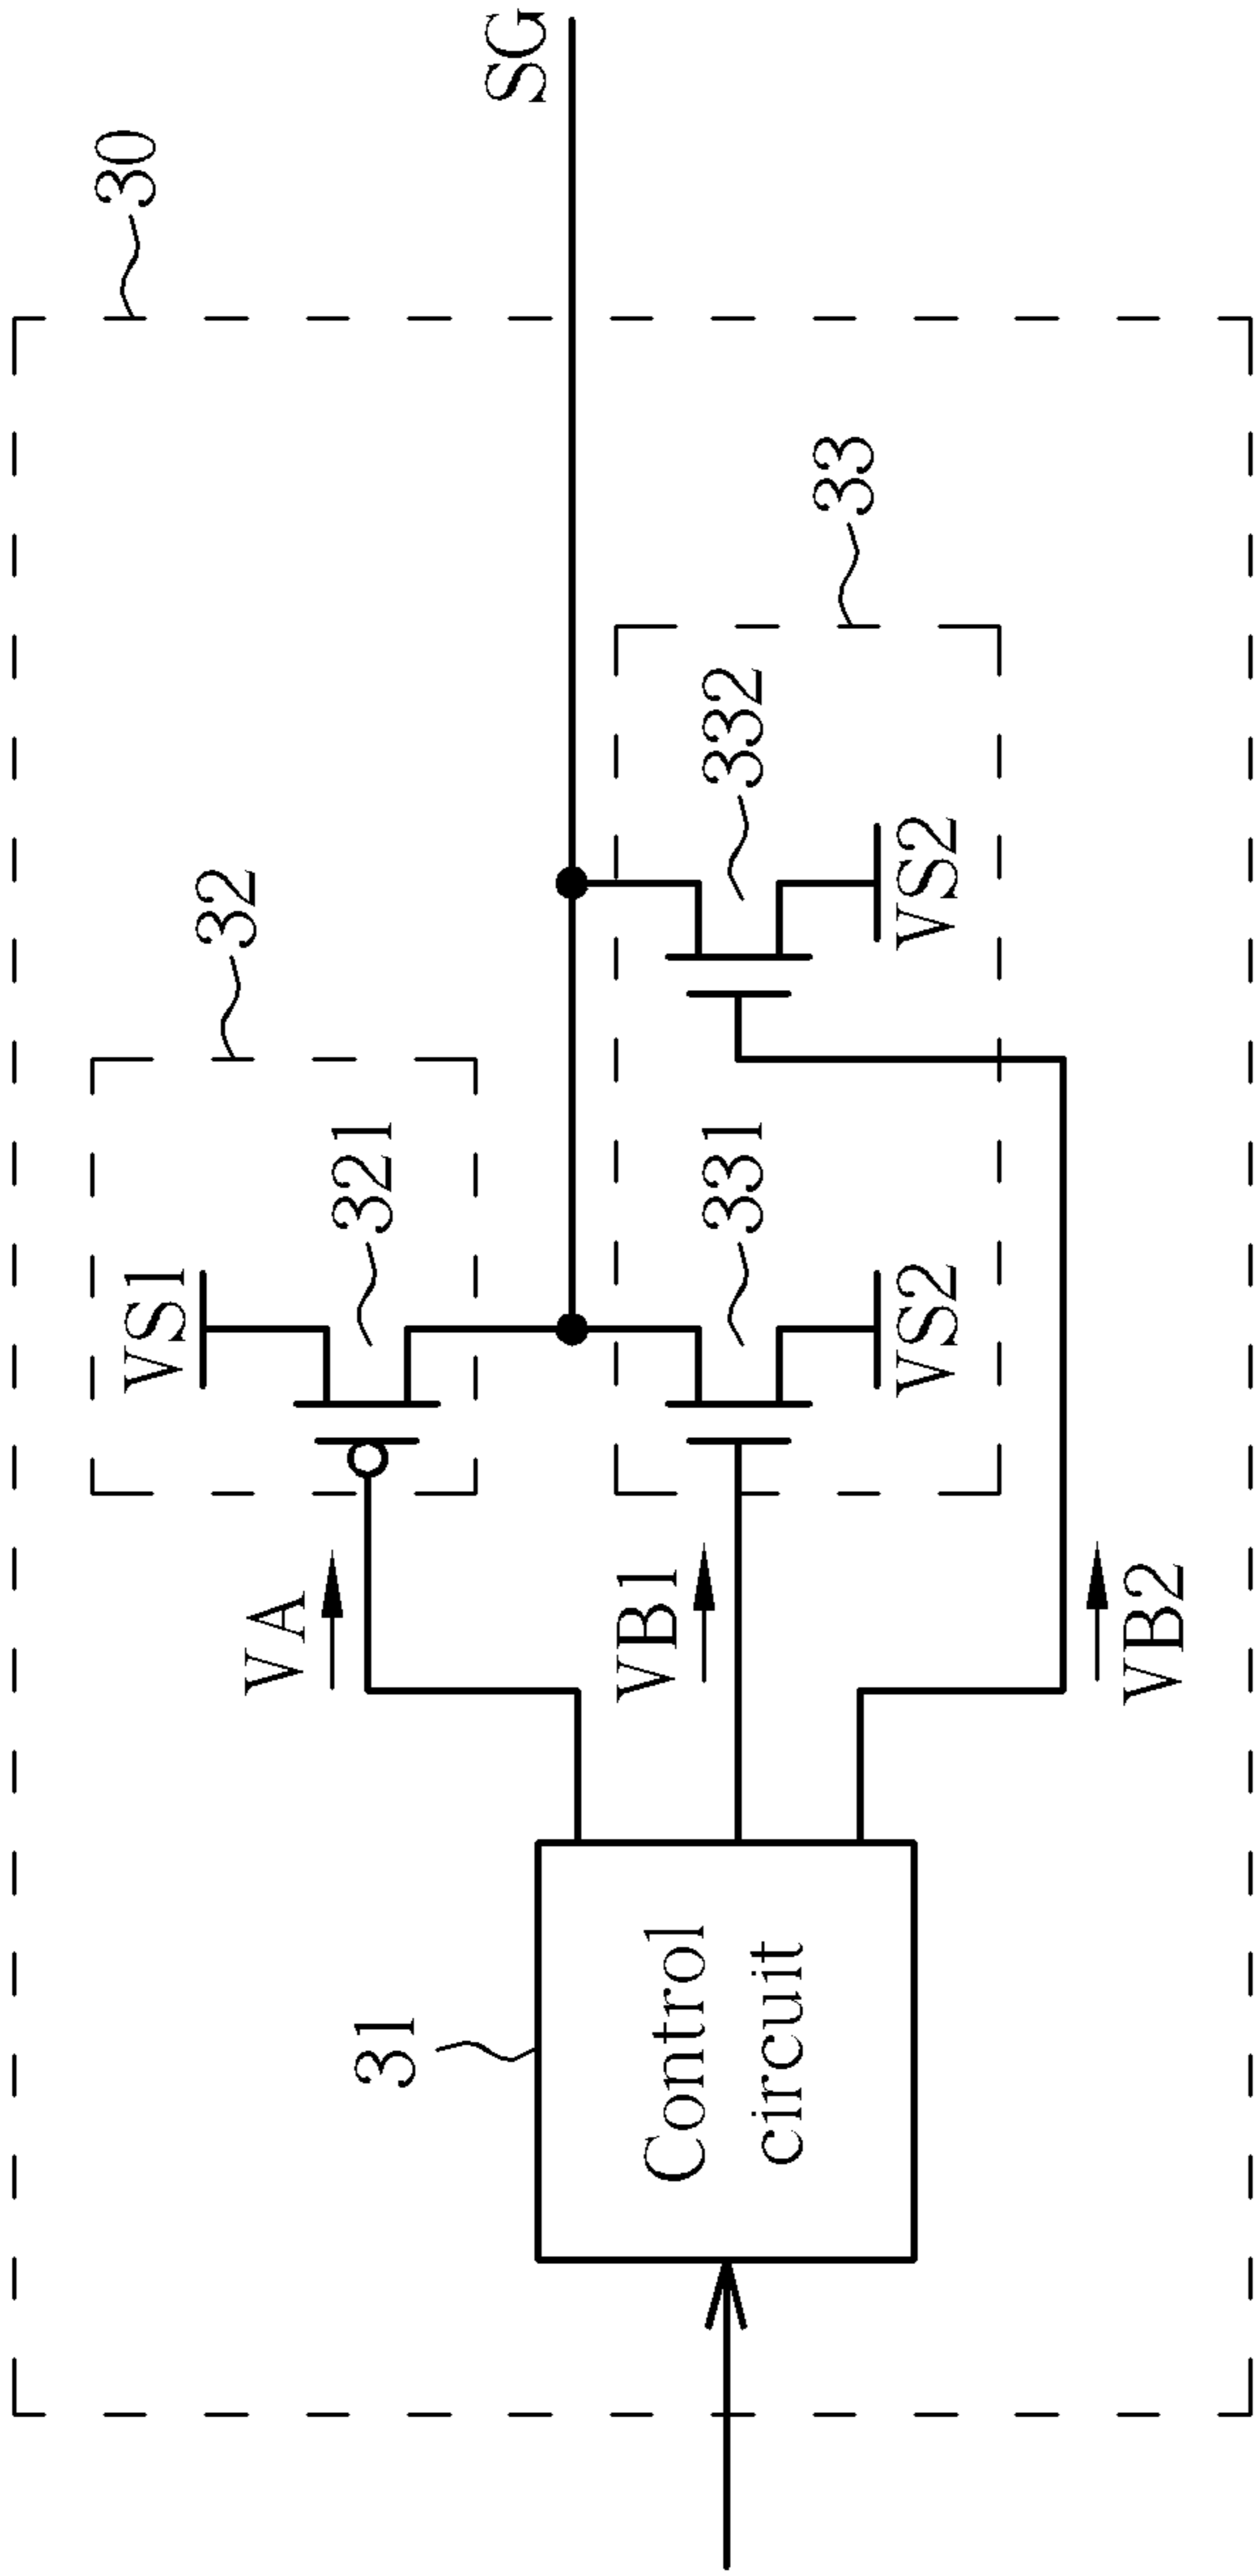 30
32
VS1
321
VA
SG
31
Control
circuit
VB1
331
332
33
VS2
VS2
VB2